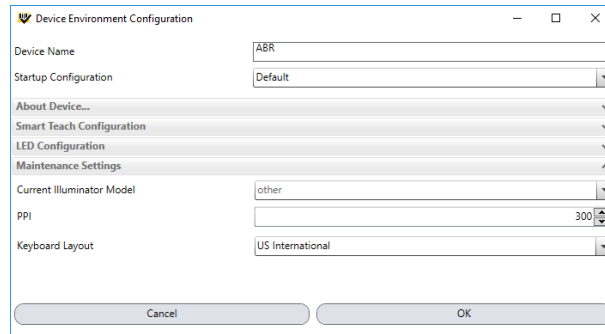 Device Environment Configuration
Device Name ABR
Startup Configuration Default
About Device...
Smart Teach Configuration
LED Configuration
Maintenance Settings
Current Illuminator Model other
PPI 300
Keyboard Layout US International
Cancel OK